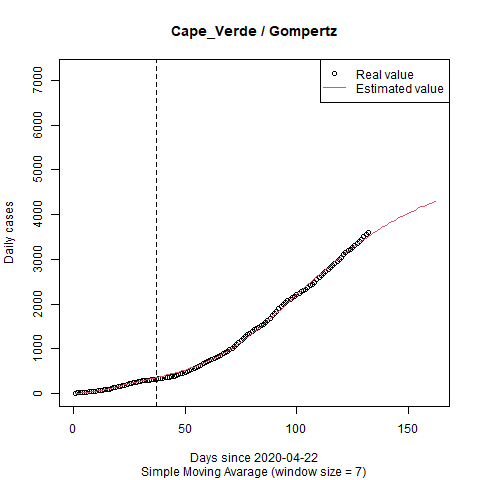 Cape_Verde / Gompertz
Real value
Estimated value
Daily cases
0
1000
2000
3000
4000
5000
6000
7000
0
50
100
150
Days since 2020-04-22
Simple Moving Avarage (window size = 7)